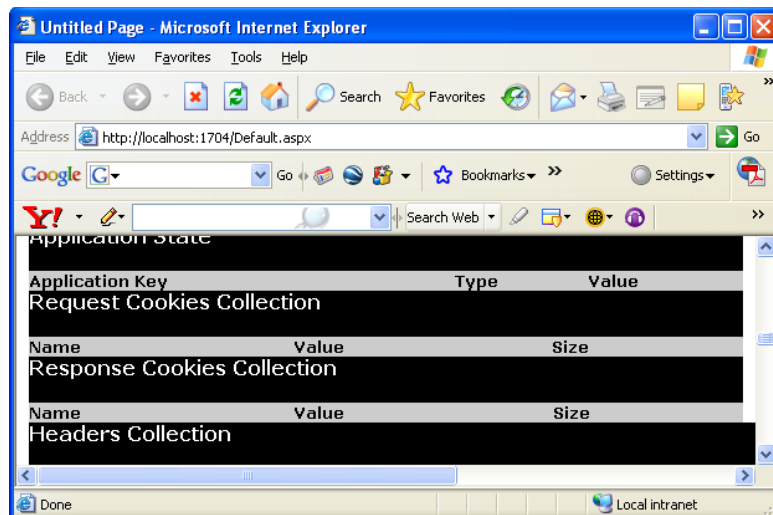 Untitled Page - Microsoft Internet Explorer
File Edit View Favorites Tools Help
Back Search Favorites »
Address http://localhost:1704/Default.aspx Go
Google G Go Bookmarks » Settings
Y! Search Web »
Application State
Application Key Type Value
Request Cookies Collection
Name Value Size
Response Cookies Collection
Name Value Size
Headers Collection
Done Local intranet